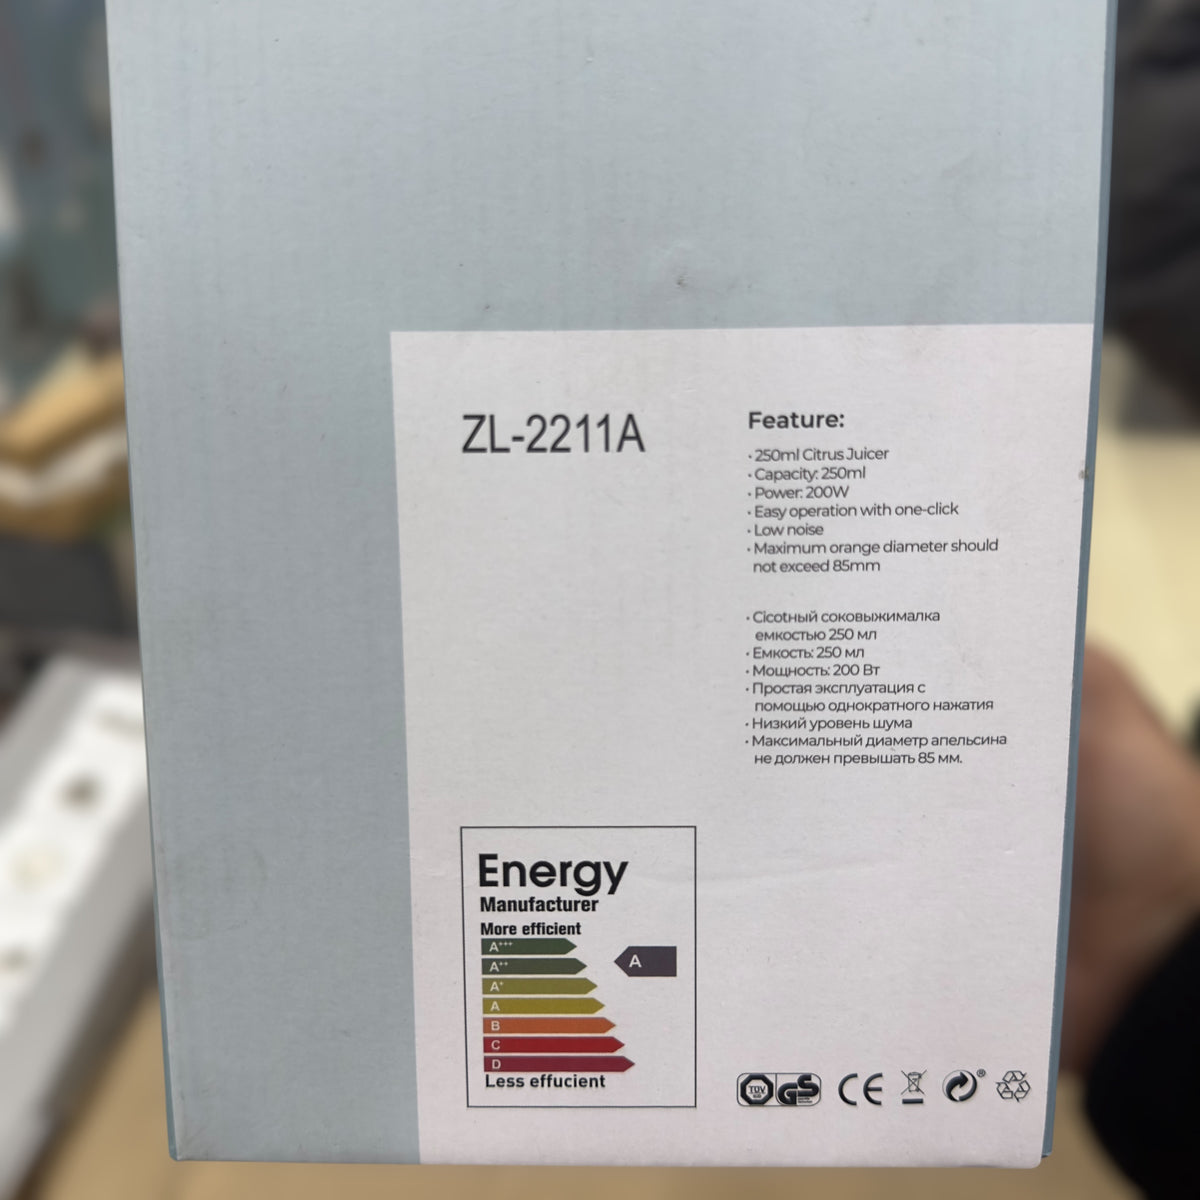 ZL-2211A
Feature:
· 250ml Citrus Juicer
· Capacity: 250ml
· Power: 200W
· Easy operation with one-click
· Low noise
· Maximum orange diameter should
not exceed 85mm
· Cicotный соковыжималка
емкостью 250 мл
· Емкость: 250 мл
· Мощность: 200 Вт
· Простая эксплуатация с
помощью однократного нажатия
· Низкий уровень шума
· Максимальный диаметр апельсина
не должен превышать 85 мм.
Energy
Manufacturer
More efficient
A+++
A++
A
A+
A
B
C
D
Less effucient
TÜV
GS
CE
®